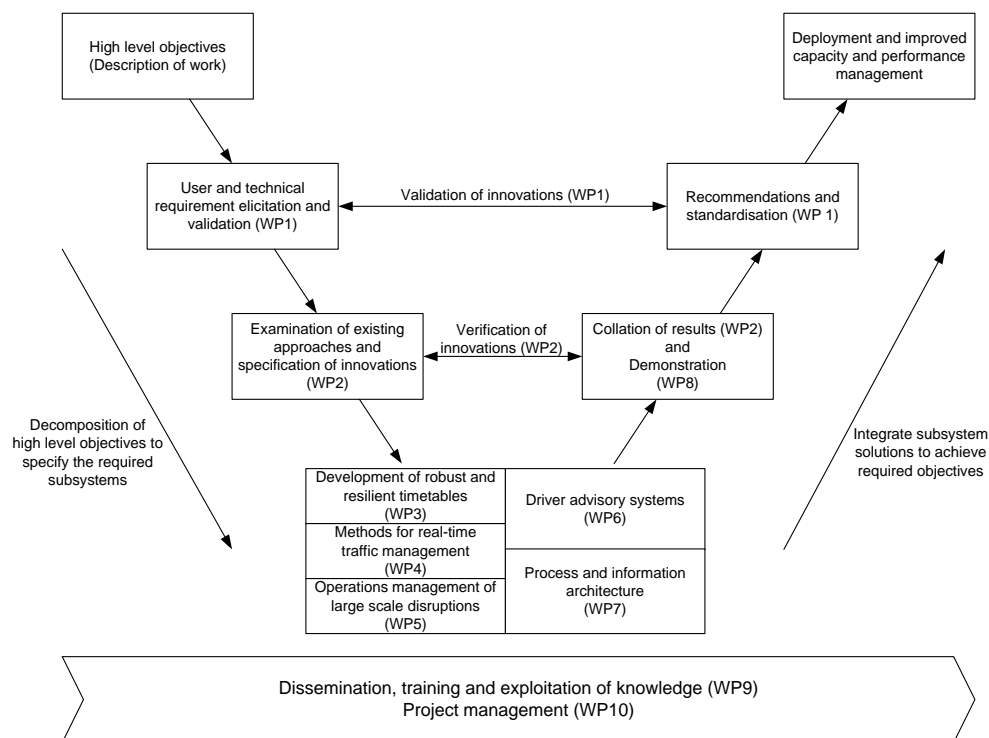 High level objectives
(Description of work)
Deployment and improved
capacity and performance
management
User and technical
requirement elicitation and
validation (WP1)
Validation of innovations (WP1)
Recommendations and
standardisation (WP 1)
Examination of existing
approaches and
specification of innovations
(WP2)
Verification of
innovations (WP2)
Collation of results (WP2)
and
Demonstration
(WP8)
Decomposition of
high level objectives to
specify the required
subsystems
Integrate subsystem
solutions to achieve
required objectives
Development of robust and
resilient timetables
(WP3)
Methods for real-time
traffic management
(WP4)
Operations management of
large scale disruptions
(WP5)
Driver advisory systems
(WP6)
Process and information
architecture
(WP7)
Dissemination, training and exploitation of knowledge (WP9)
Project management (WP10)